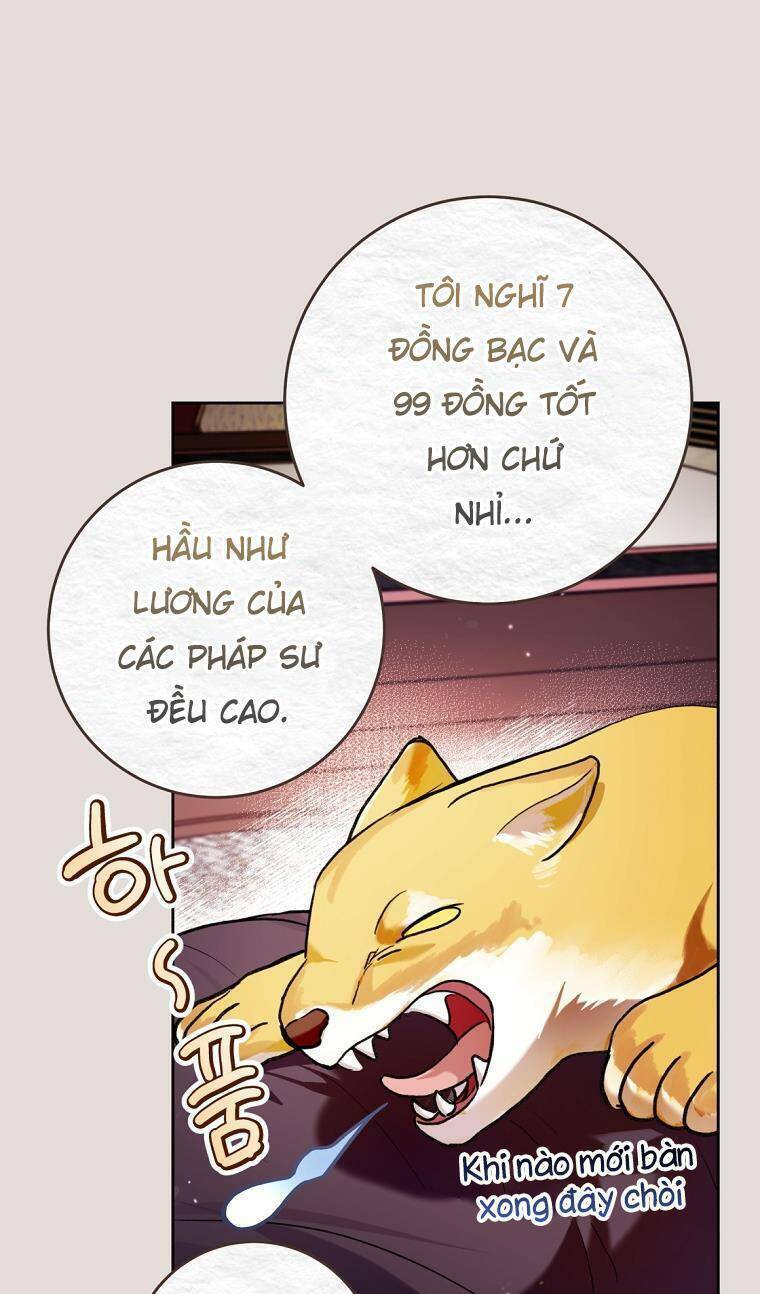 TÔI NGHĨ 7
ĐỒNG BẠC VÀ
99 ĐỒNG TỐT
HƠN CHỨ
NHỈ...
HẦU NHƯ
LƯƠNG CỦA
CÁC PHÁP SƯ
ĐỀU CAO.
하~품
Khi nào mới bàn
xong đây chòi